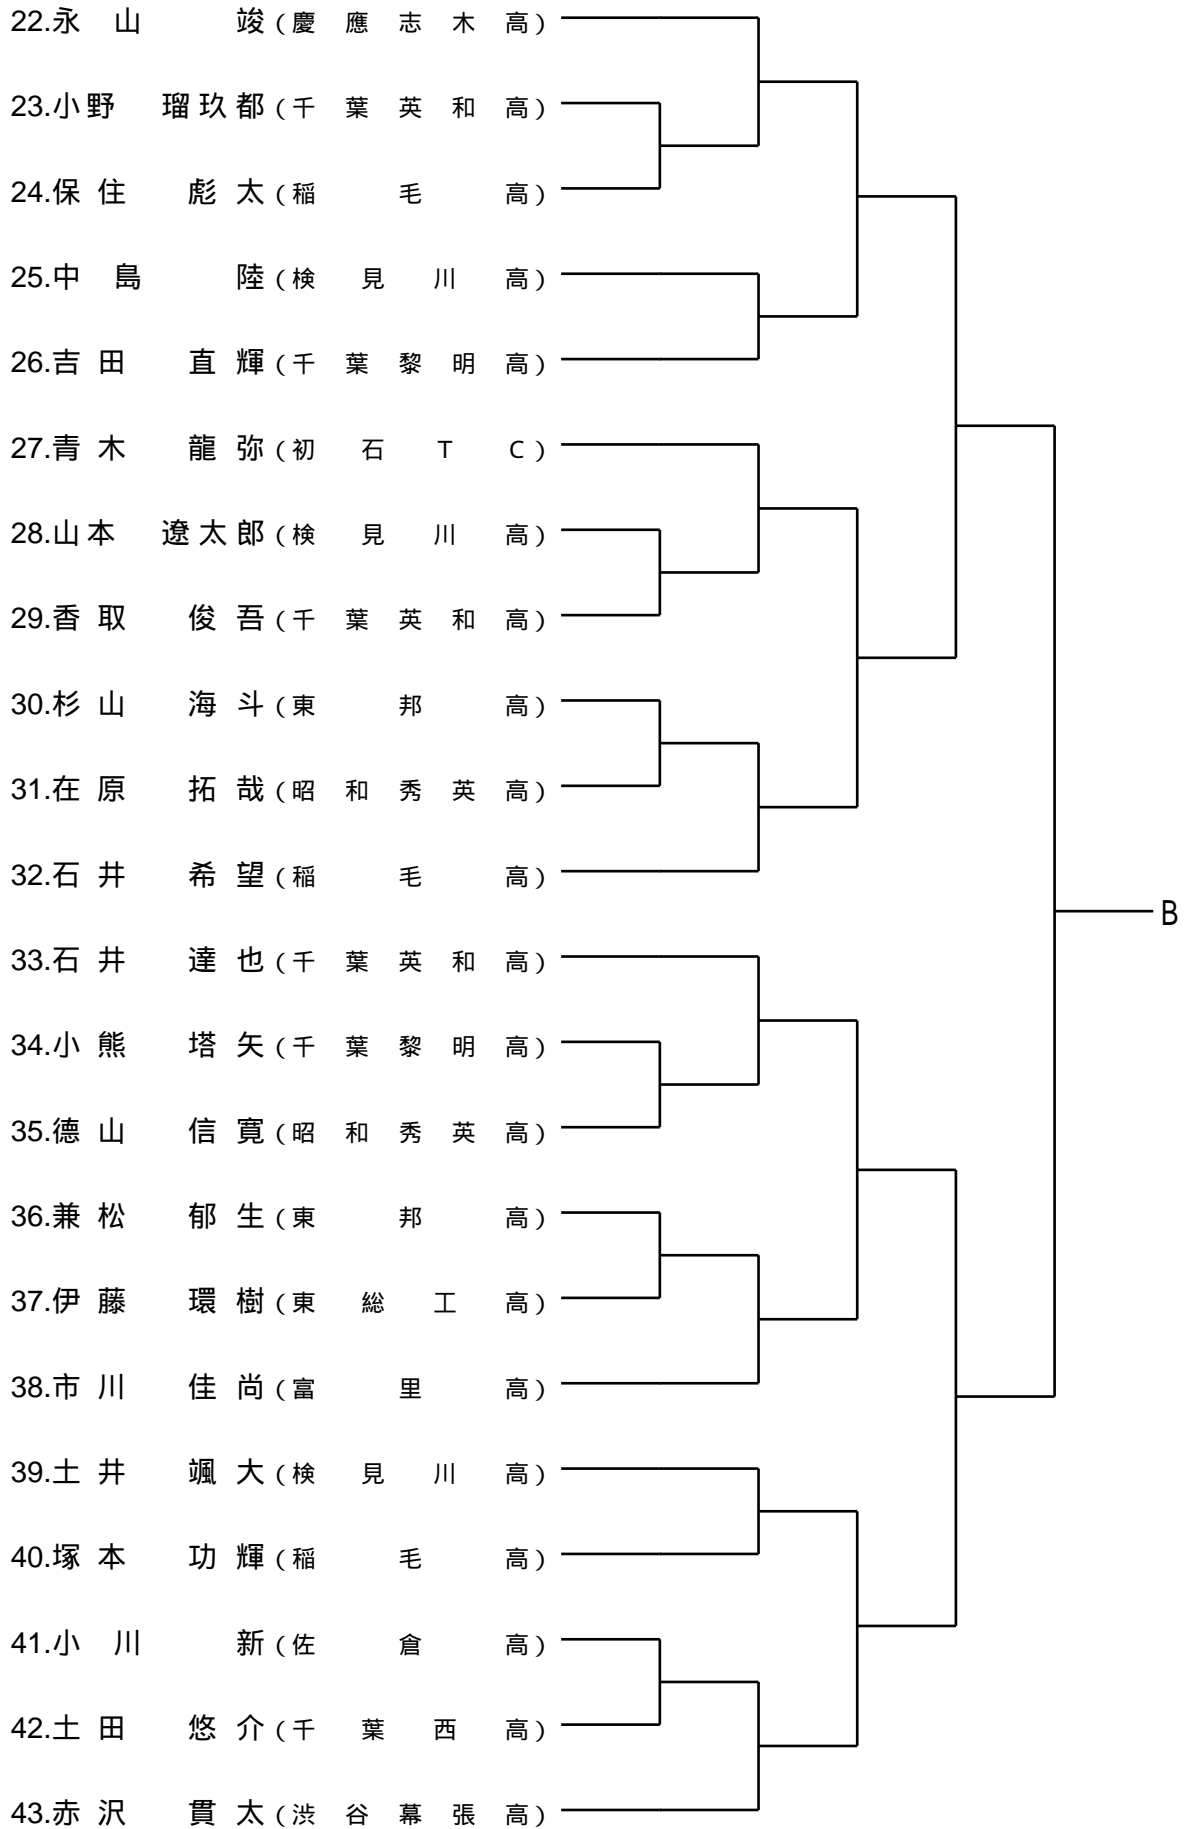 22.永山 竣(慶應志木高)
23.小野 瑠玖都(千葉英和高)
24.保住 彪太(稲毛高)
25.中島 陸(検見川高)
26.吉田 直輝(千葉黎明高)
27.青木 龍弥(初石TC)
28.山本 遼太郎(検見川高)
29.香取 俊吾(千葉英和高)
30.杉山 海斗(東邦高)
31.在原 拓哉(昭和秀英高)
32.石井 希望(稲毛高)
B
33.石井 達也(千葉英和高)
34.小熊 塔矢(千葉黎明高)
35.德山 信寛(昭和秀英高)
36.兼松 郁生(東邦高)
37.伊藤 環樹(東総工高)
38.市川 佳尚(富里高)
39.土井 颯大(検見川高)
40.塚本 功輝(稲毛高)
41.小川 新(佐倉高)
42.土田 悠介(千葉西高)
43.赤沢 貫太(渋谷幕張高)